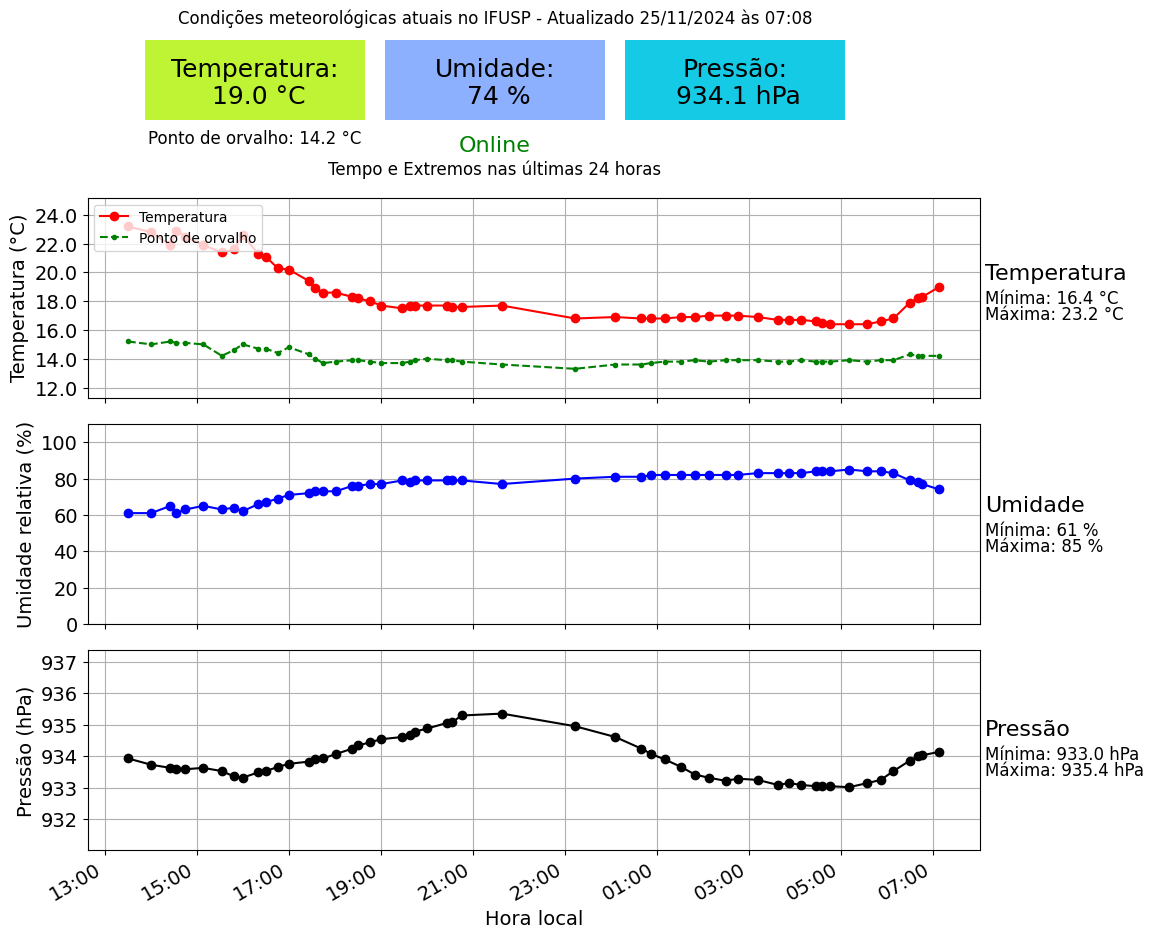 Condições meteorológicas atuais no IFUSP - Atualizado 25/11/2024 às 07:08
Temperatura:
19.0 °C
Umidade:
74 %
Pressão:
934.1 hPa
Ponto de orvalho: 14.2 °C
Online
Tempo e Extremos nas últimas 24 horas
Temperatura (°C)
24.0
22.0
20.0
18.0
16.0
14.0
12.0
Temperatura
Ponto de orvalho
Temperatura
Mínima: 16.4 °C
Máxima: 23.2 °C
Umidade relativa (%)
100
80
60
40
20
0
Umidade
Mínima: 61 %
Máxima: 85 %
Pressão (hPa)
937
936
935
934
933
932
Pressão
Mínima: 933.0 hPa
Máxima: 935.4 hPa
13:00
15:00
17:00
19:00
21:00
23:00
01:00
03:00
05:00
07:00
Hora local